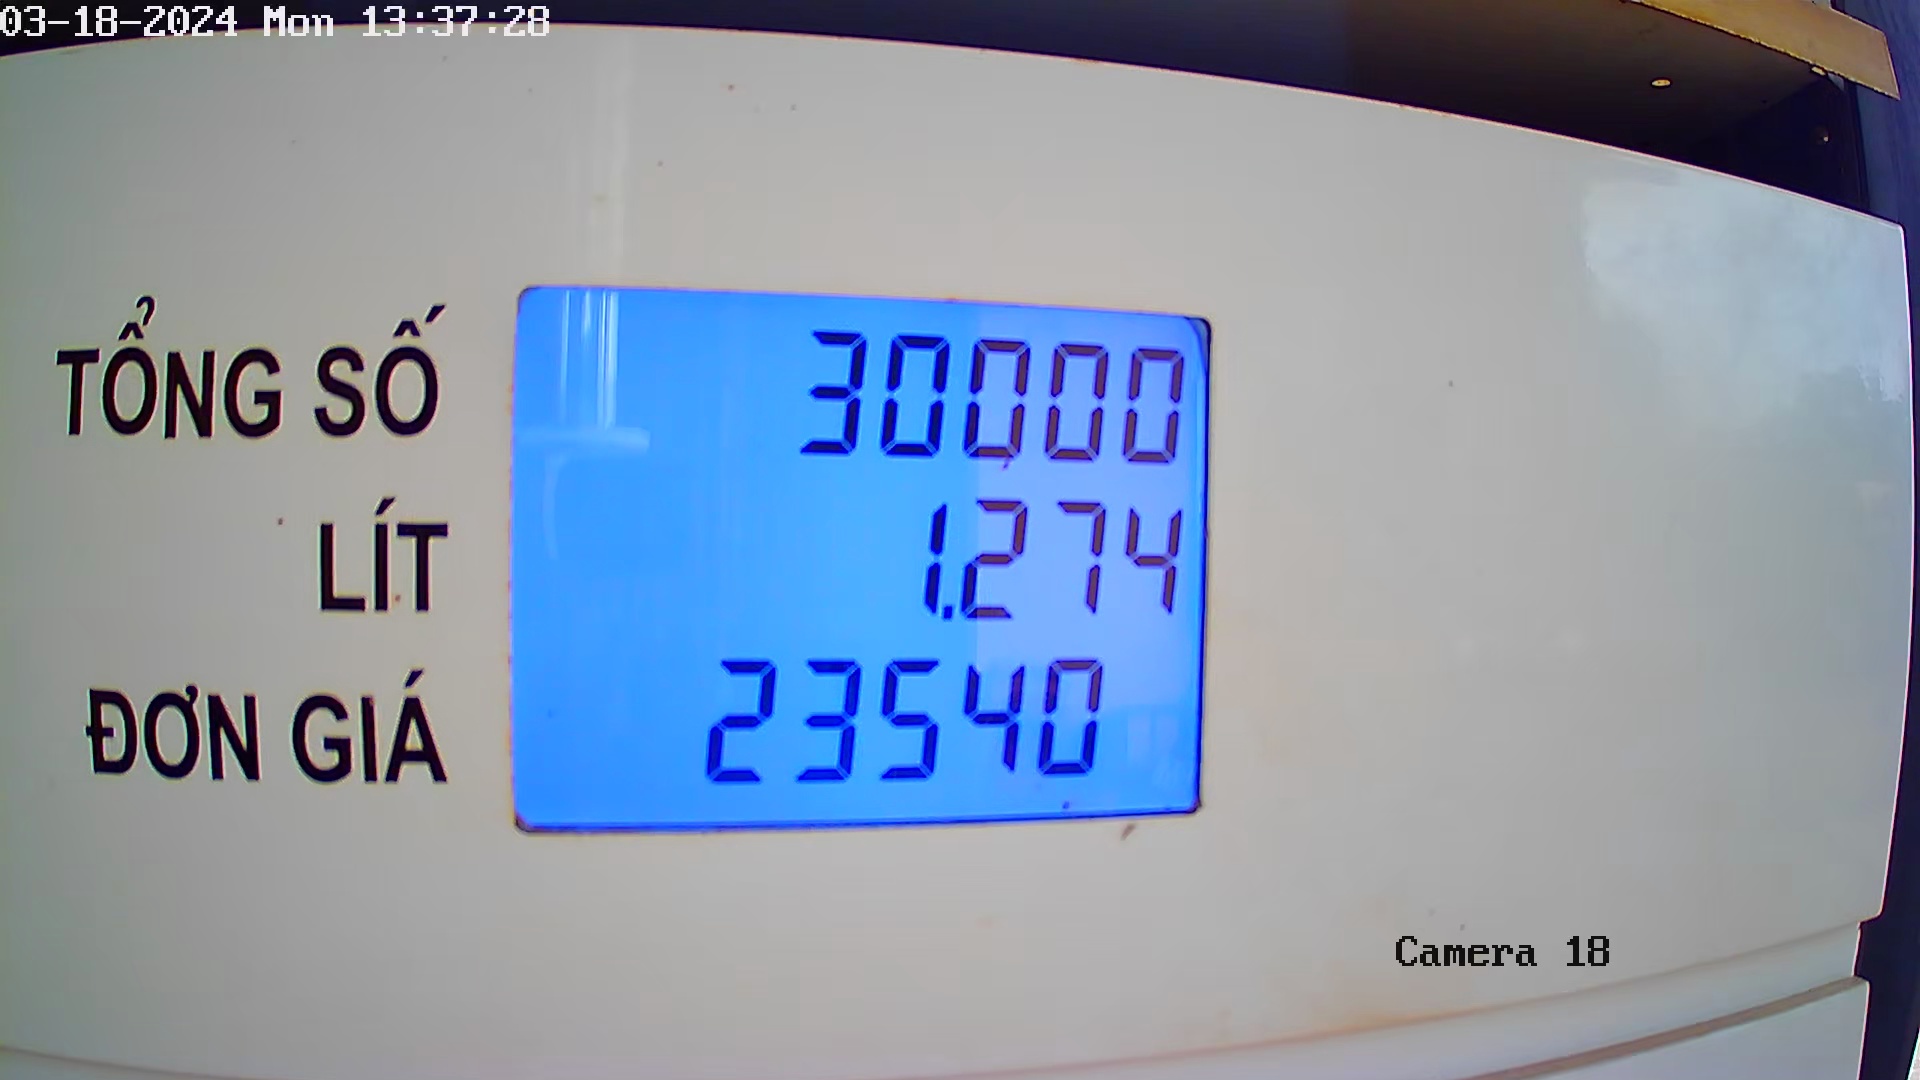 03-18-2024 Mon 13:37:28
TỔNG SỐ 30000
LÍT 1.274
ĐƠN GIÁ 23540
Camera 18